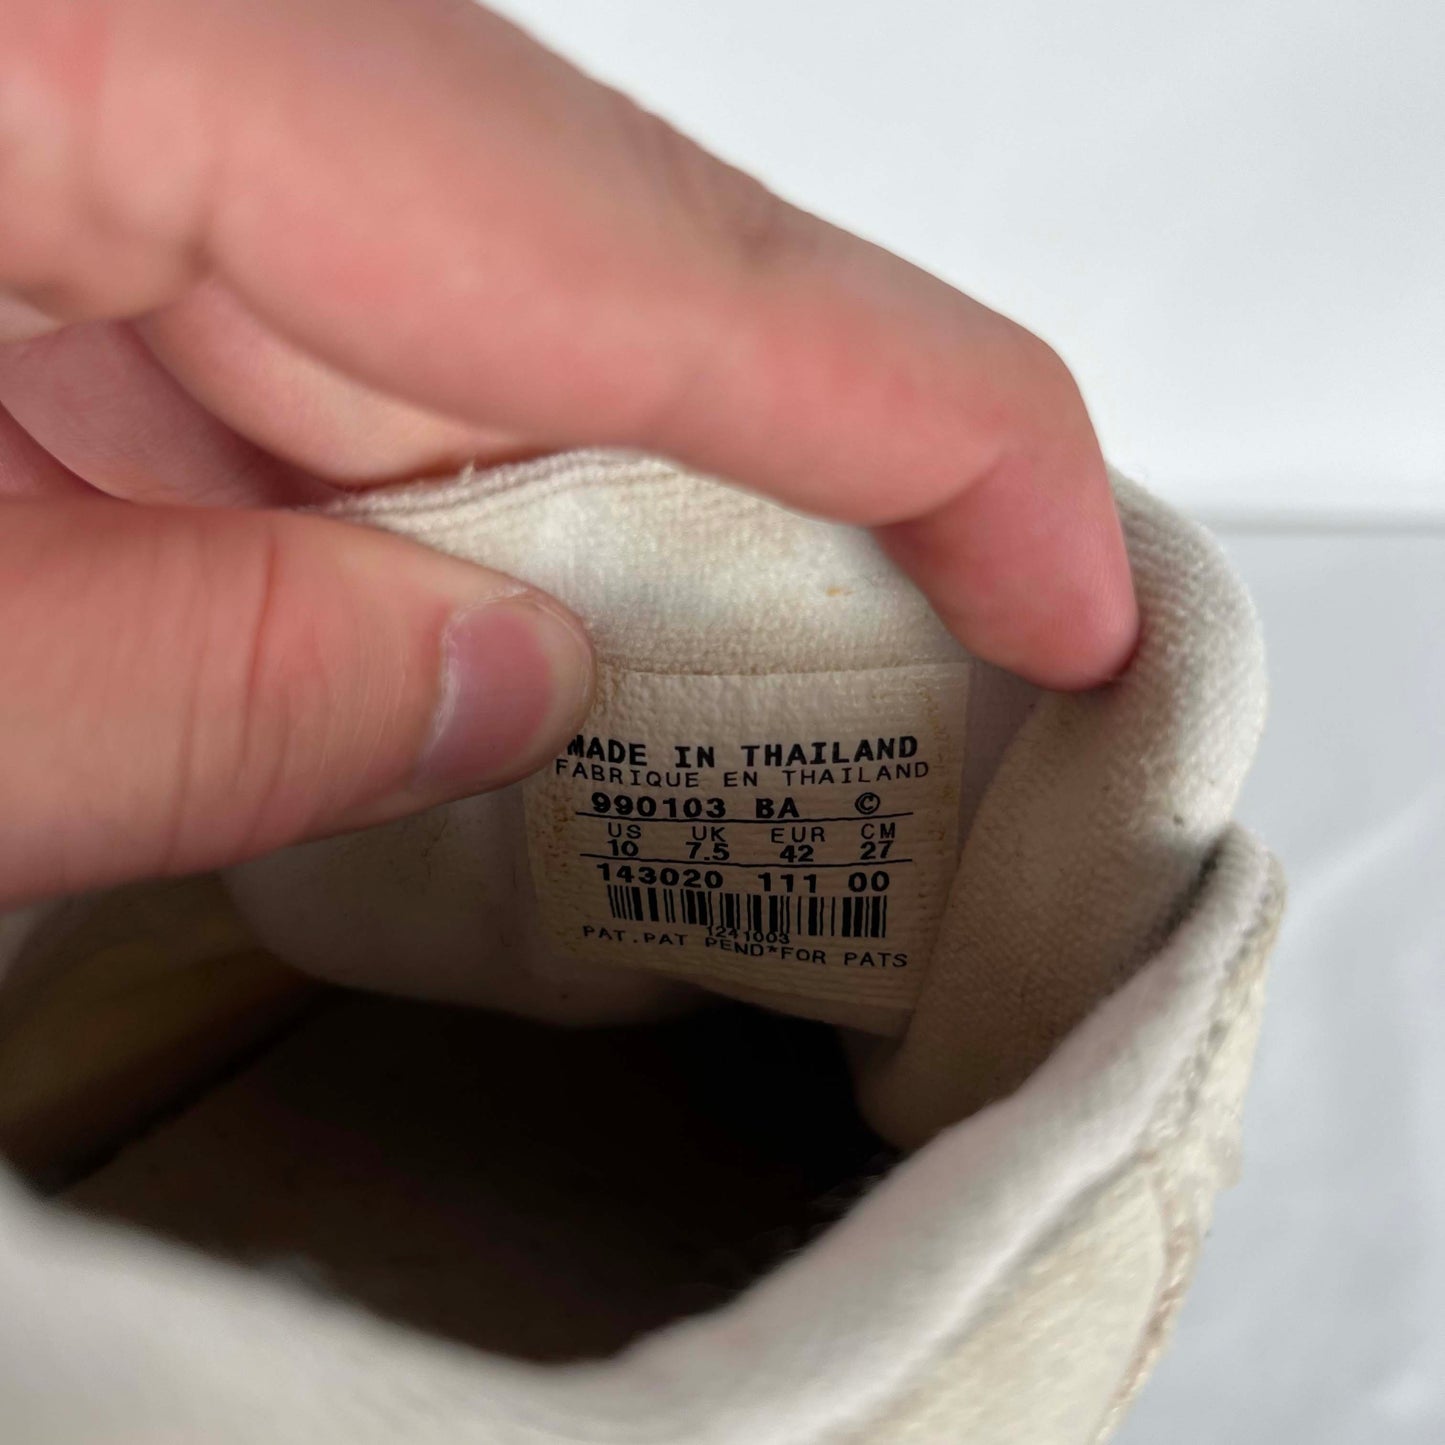 MADE IN THAILAND
FABRIQUE EN THAILAND
990103 BA ©
US UK EUR CM
10 7.5 42 27
143020 111 00
1241003
PAT.PAT PEND*FOR PATS